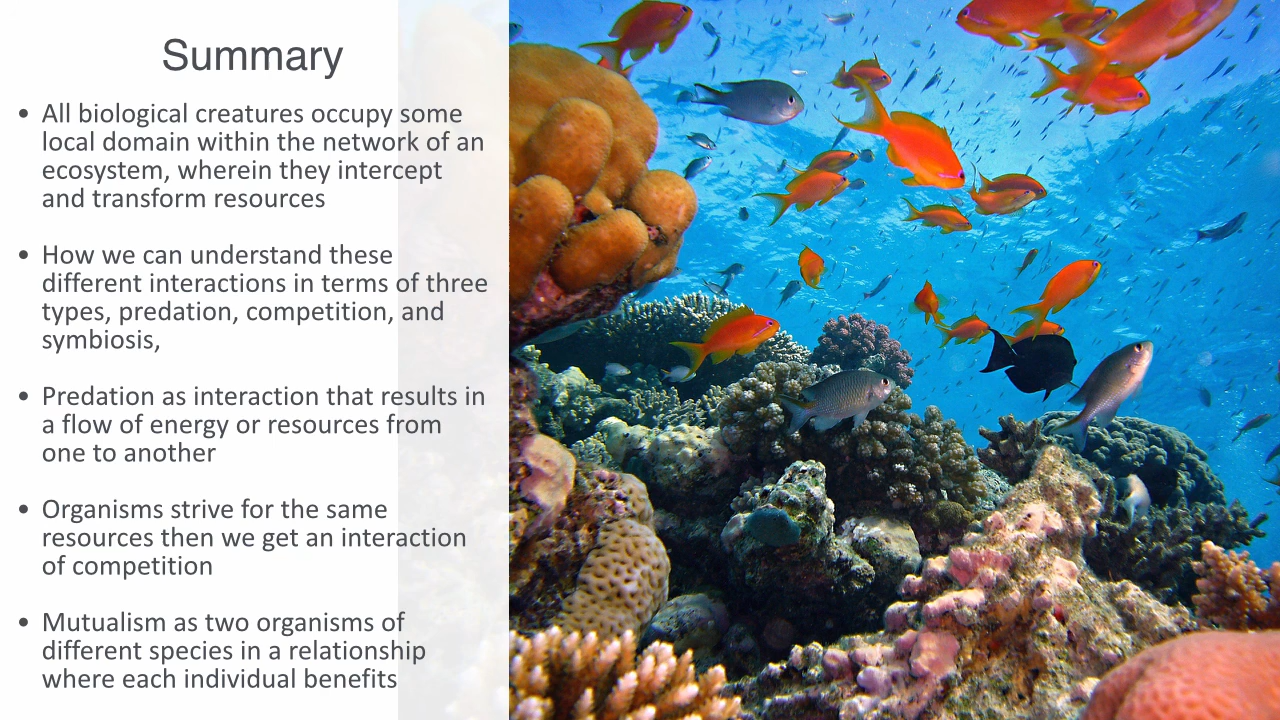 Summary
• All biological creatures occupy some
local domain within the network of an
ecosystem, wherein they intercept
and transform resources
• How we can understand these
different interactions in terms of three
types, predation, competition, and
symbiosis,
• Predation as interaction that results in
a flow of energy or resources from
one to another
• Organisms strive for the same
resources then we get an interaction
of competition
• Mutualism as two organisms of
different species in a relationship
where each individual benefits